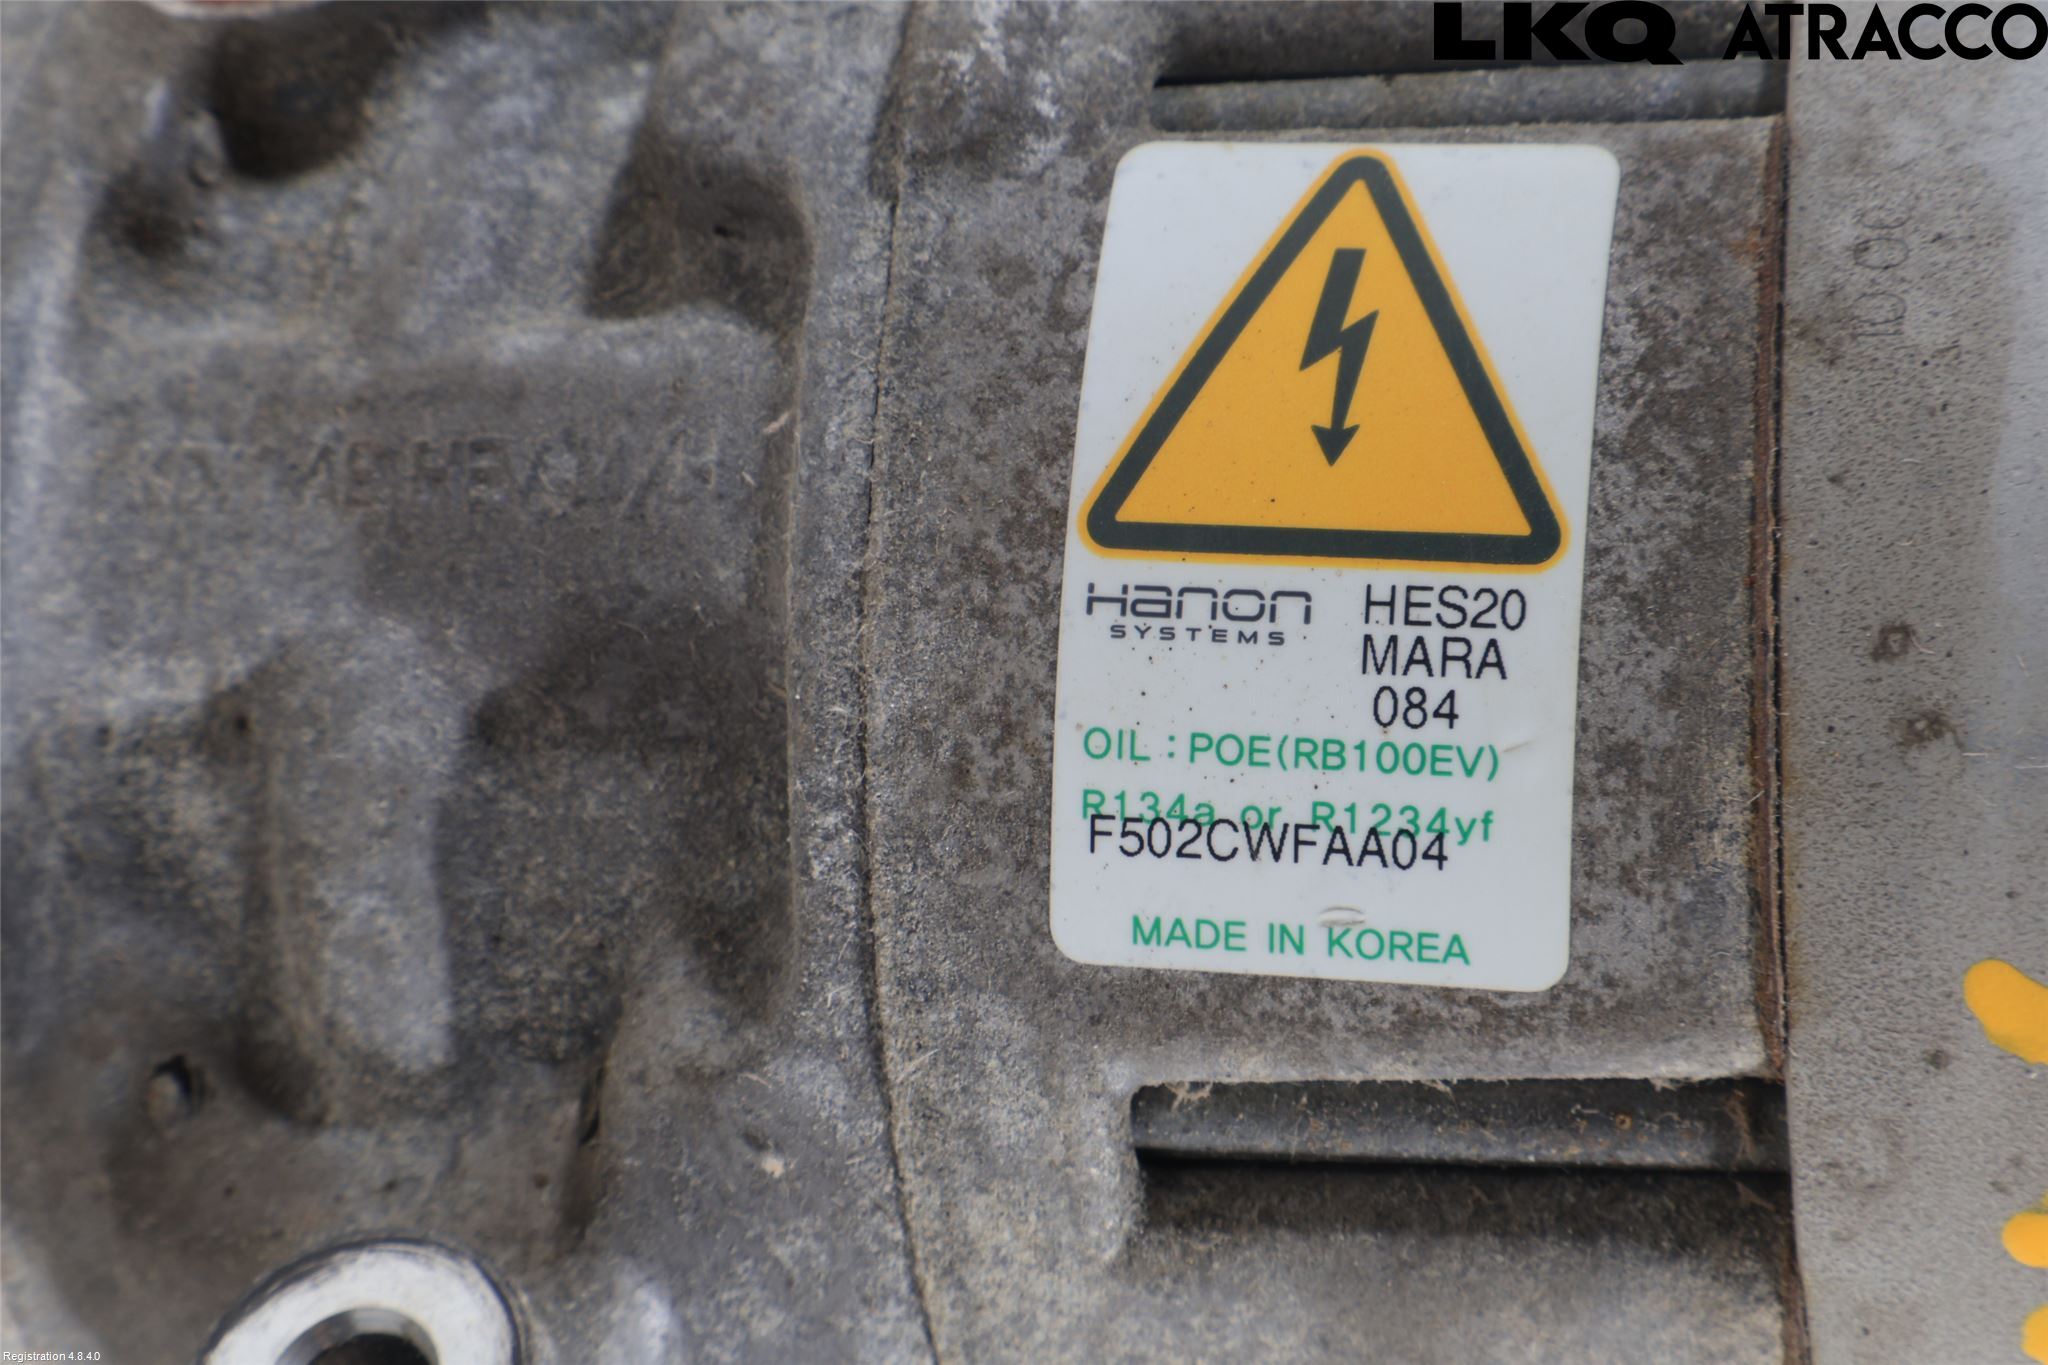 LKQ ATRACCO
Hanon
SYSTEMS
HES20
MARA
084
OIL : POE(RB100EV)
R134a or R1234yf
F502CWFAA04
MADE IN KOREA
Registration 4.8.4.0